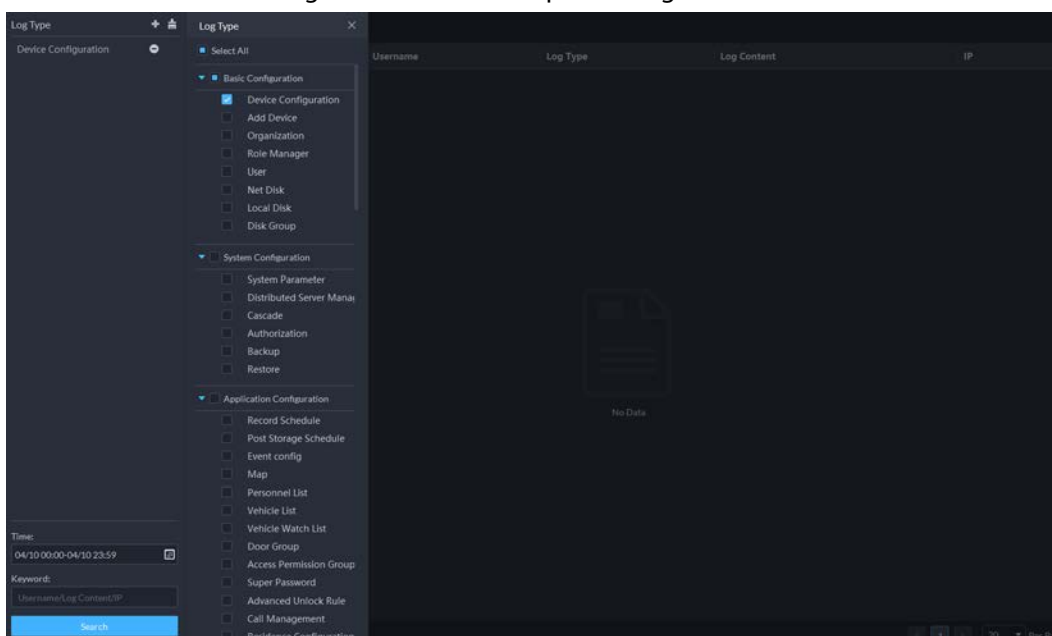 Log Type
Device Configuration
Time:
04/10 00:00-04/10 23:59
Keyword:
Username/Log Content/IP
Search
Log Type
Select All
Basic Configuration
Device Configuration
Add Device
Organization
Role Manager
User
Net Disk
Local Disk
Disk Group
System Configuration
System Parameter
Distributed Server Manag
Cascade
Authorization
Backup
Restore
Application Configuration
Record Schedule
Post Storage Schedule
Event config
Map
Personnel List
Vehicle List
Vehicle Watch List
Door Group
Access Permission Group
Super Password
Advanced Unlock Rule
Call Management
Residence Configuration
Username Log Type Log Content IP
No Data
1 20